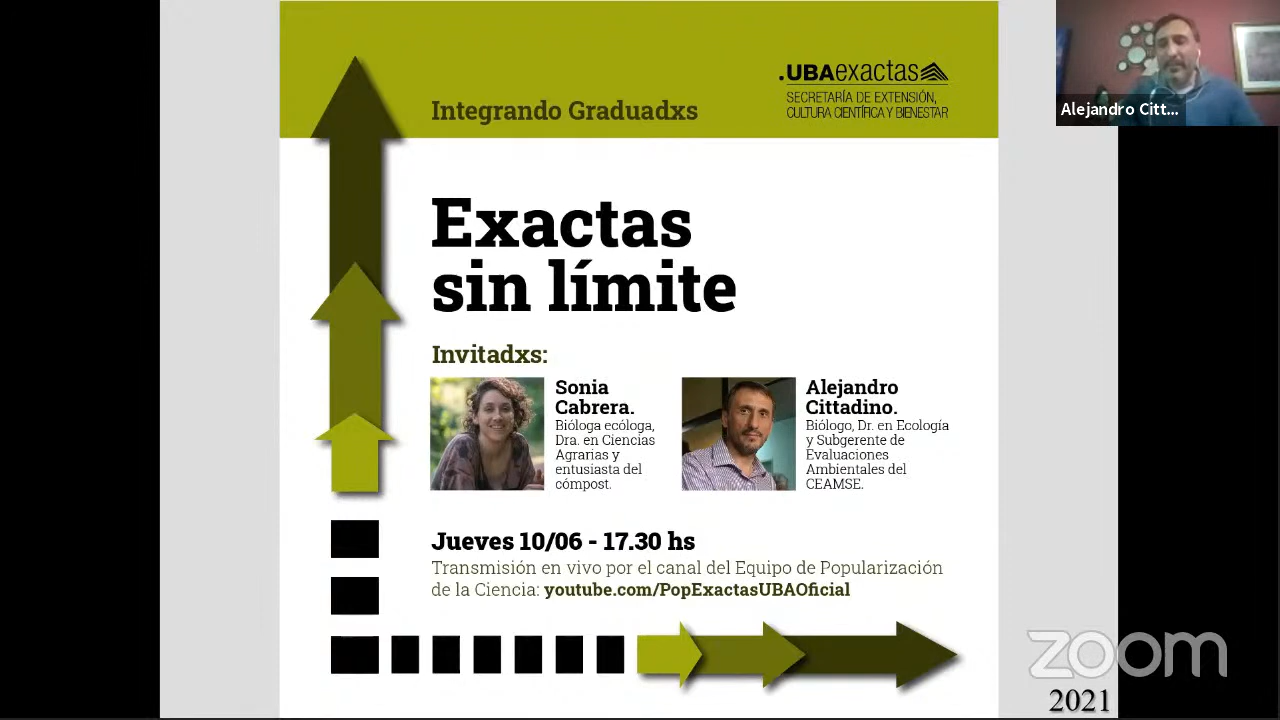 Integrando Graduadxs
.UBAexactas
SECRETARÍA DE EXTENSIÓN,
CULTURA CIENTÍFICA Y BIENESTAR
Alejandro Citt...
Exactas
sin límite
Invitadxs:
Sonia
Cabrera.
Bióloga ecóloga,
Dra. en Ciencias
Agrarias y
entusiasta del
cómpost.
Alejandro
Cittadino.
Biólogo, Dr. en Ecología
y Subgerente de
Evaluaciones
Ambientales del
CEAMSE.
Jueves 10/06 - 17.30 hs
Transmisión en vivo por el canal del Equipo de Popularización
de la Ciencia: youtube.com/PopExactasUBAOficial
zoom
2021